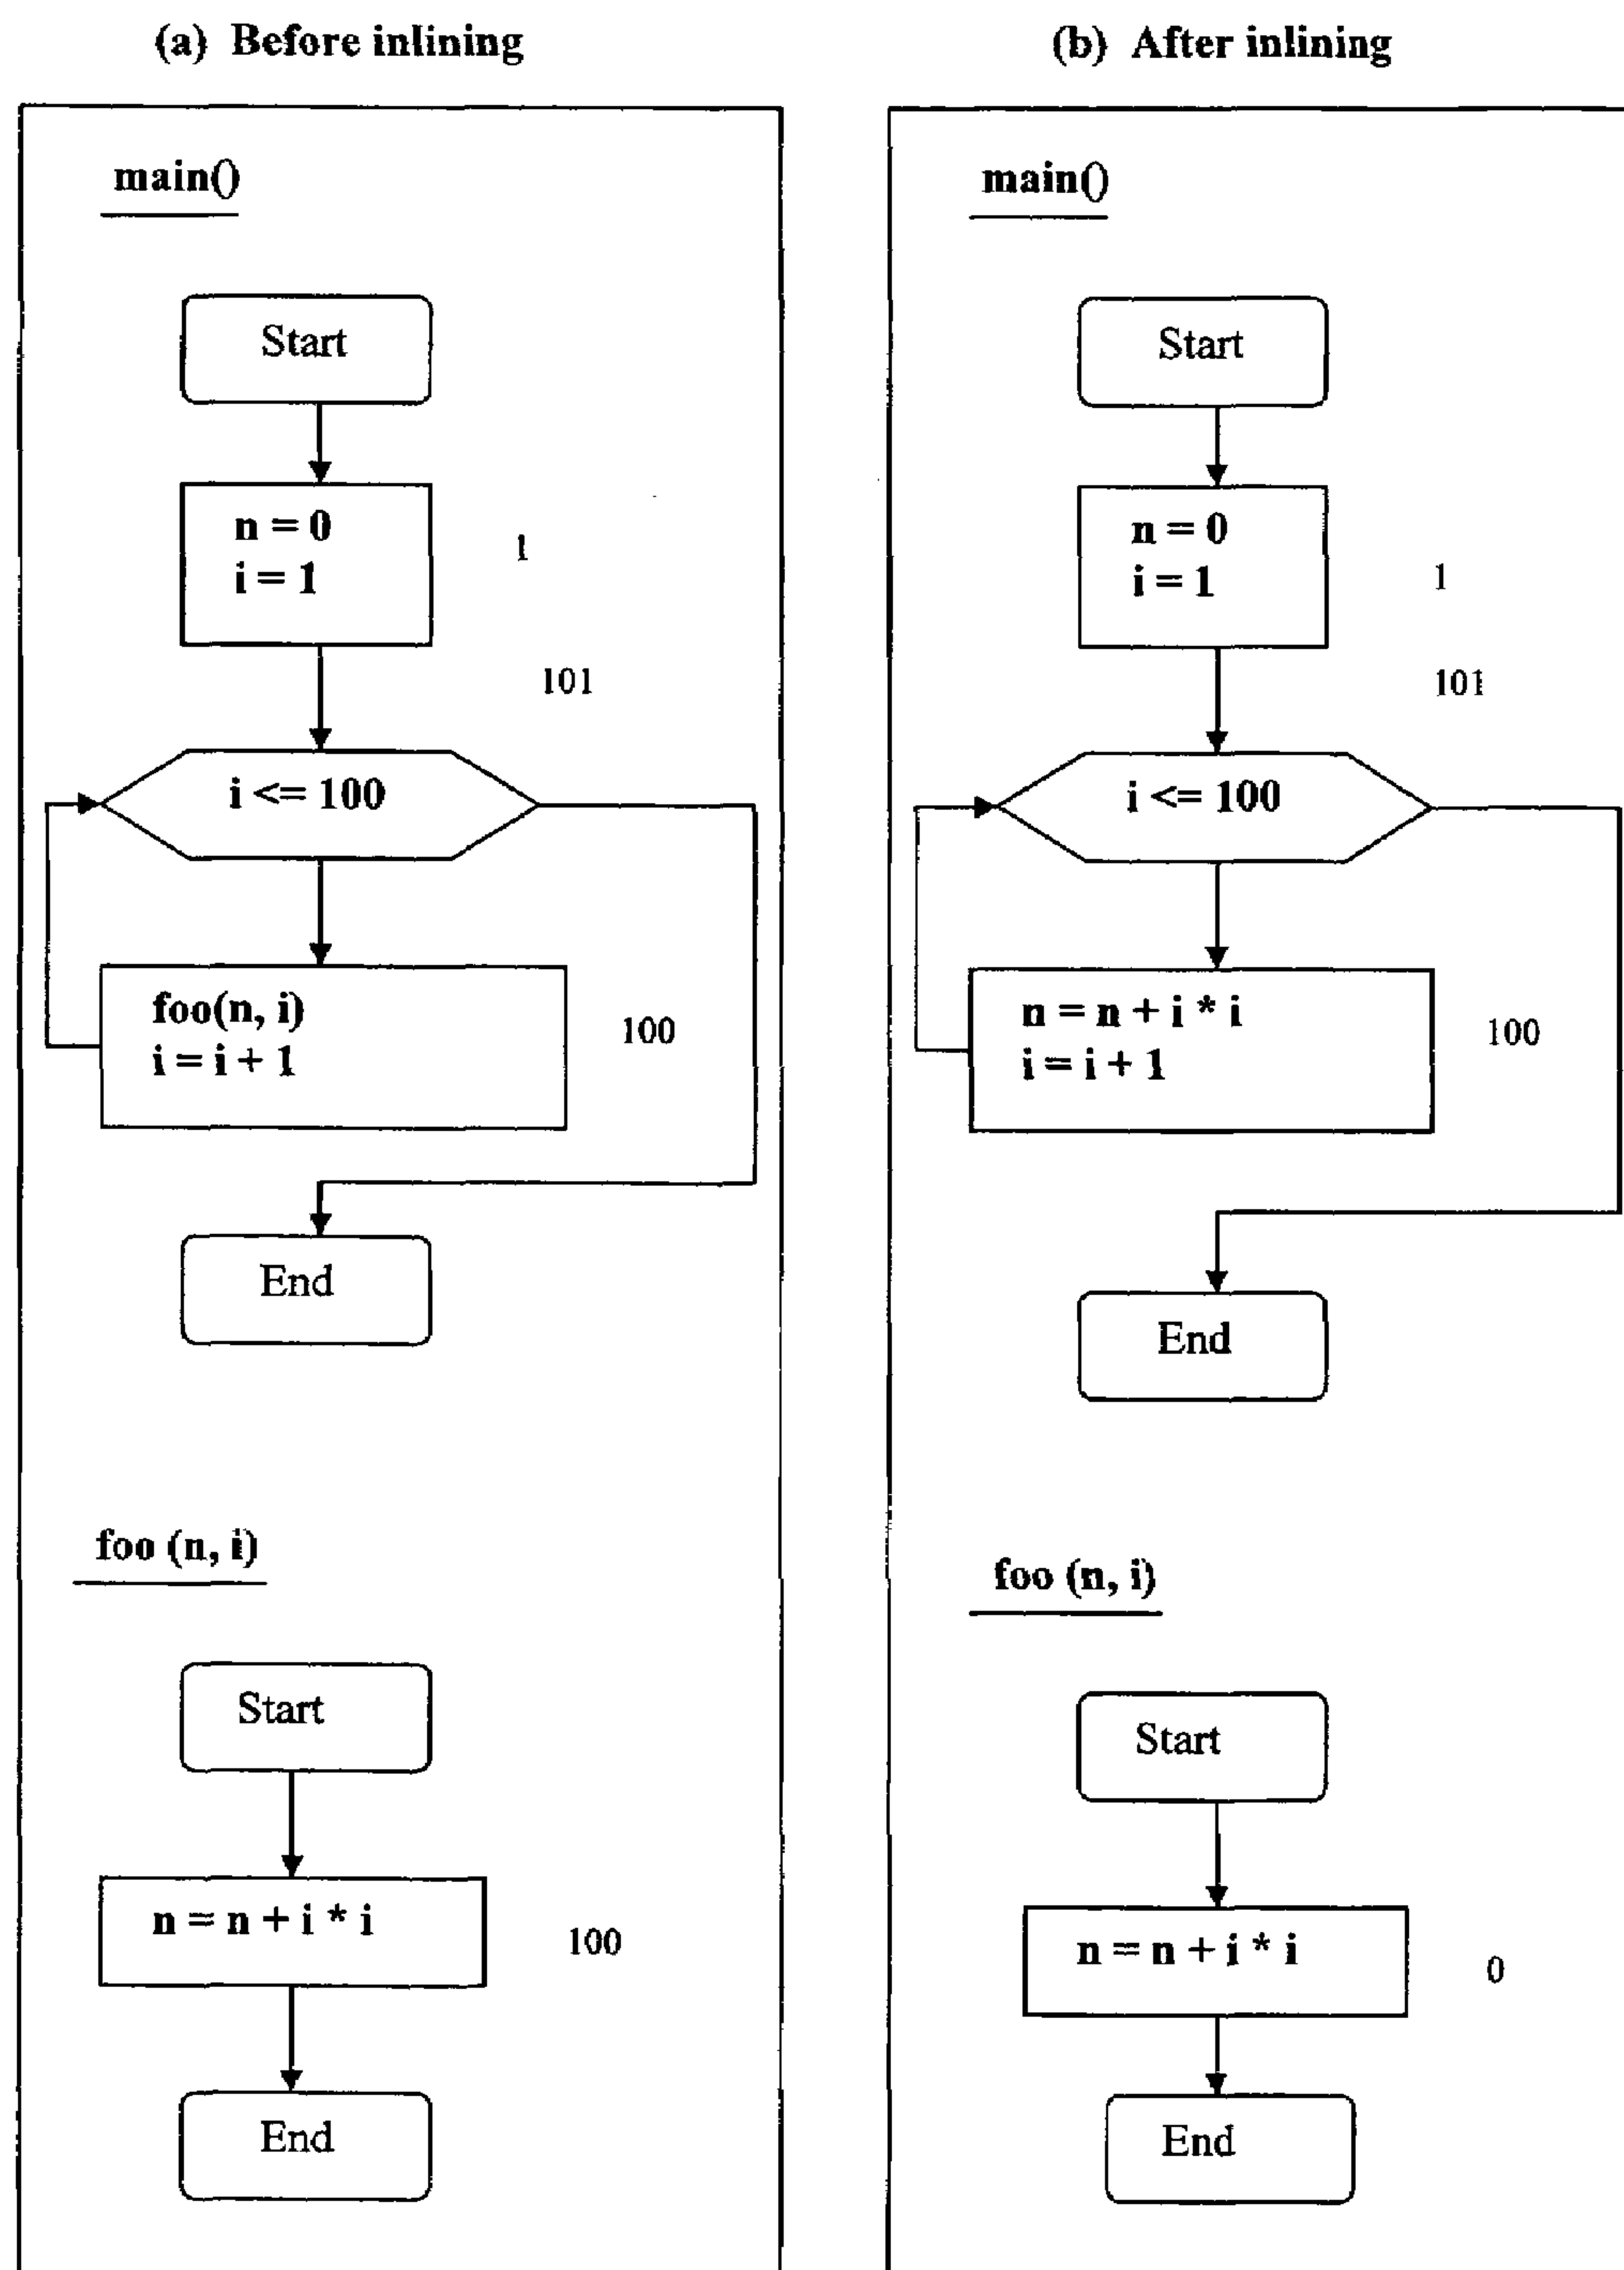 (a) Before inlining
main()
Start
n = 0
i = 1
1
101
i <= 100
foo(n, i)
i = i + 1
100
End
foo (n, i)
Start
n = n + i * i
100
End
(b) After inlining
main()
Start
n = 0
i = 1
1
101
i <= 100
n = n + i * i
i = i + 1
100
End
foo (n, i)
Start
n = n + i * i
0
End